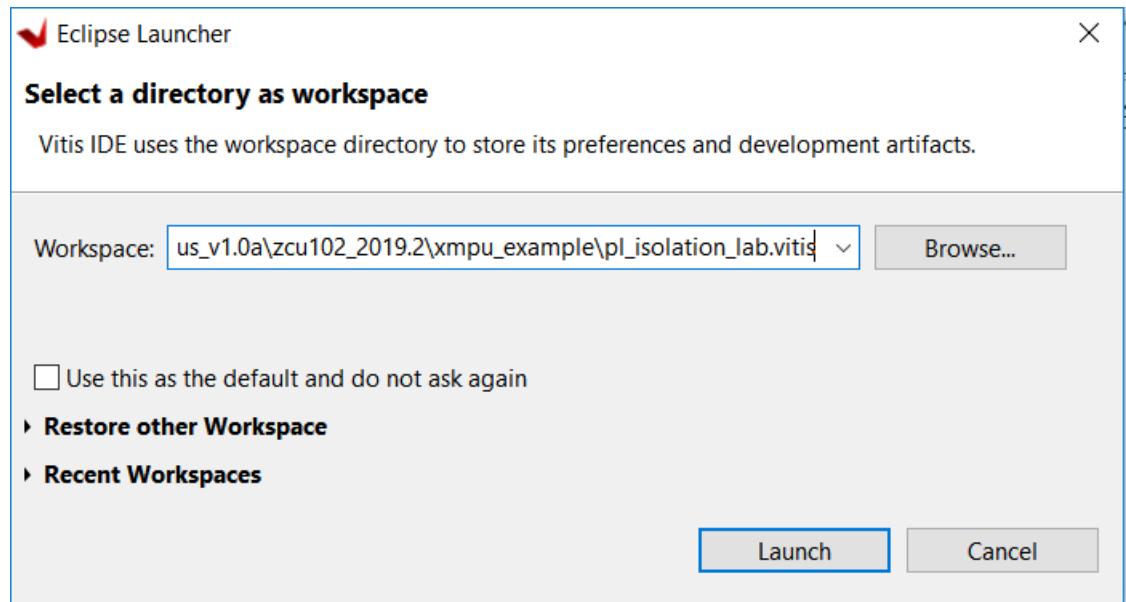 Eclipse Launcher
Select a directory as workspace
Vitis IDE uses the workspace directory to store its preferences and development artifacts.
Workspace: us_v1.0a\zcu102_2019.2\xmpu_example\pl_isolation_lab.vitis Browse...
Use this as the default and do not ask again
Restore other Workspace
Recent Workspaces
Launch Cancel